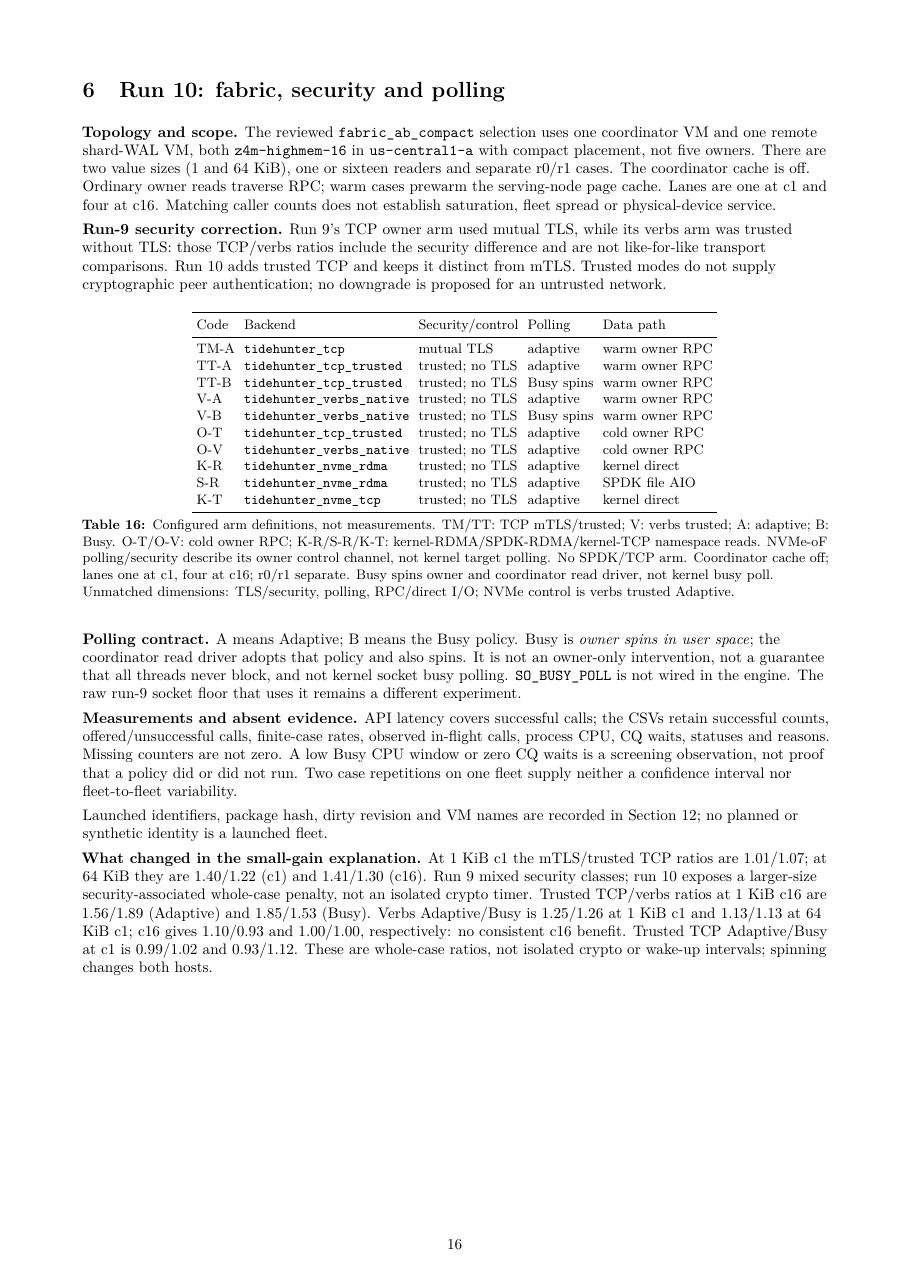 6 Run 10: fabric, security and polling
Topology and scope. The reviewed fabric_ab_compact selection uses one coordinator VM and one remote
shard-WAL VM, both z4m-highmem-16 in us-central1-a with compact placement, not five owners. There are
two value sizes (1 and 64 KiB), one or sixteen readers and separate r0/r1 cases. The coordinator cache is off.
Ordinary owner reads traverse RPC; warm cases prewarm the serving-node page cache. Lanes are one at c1 and
four at c16. Matching caller counts does not establish saturation, fleet spread or physical-device service.
Run-9 security correction. Run 9's TCP owner arm used mutual TLS, while its verbs arm was trusted
without TLS: those TCP/verbs ratios include the security difference and are not like-for-like transport
comparisons. Run 10 adds trusted TCP and keeps it distinct from mTLS. Trusted modes do not supply
cryptographic peer authentication; no downgrade is proposed for an untrusted network.
Code Backend Security/control Polling Data path
TM-A tidehunter_tcp mutual TLS adaptive warm owner RPC
TT-A tidehunter_tcp_trusted trusted; no TLS adaptive warm owner RPC
TT-B tidehunter_tcp_trusted trusted; no TLS Busy spins warm owner RPC
V-A tidehunter_verbs_native trusted; no TLS adaptive warm owner RPC
V-B tidehunter_verbs_native trusted; no TLS Busy spins warm owner RPC
O-T tidehunter_tcp_trusted trusted; no TLS adaptive cold owner RPC
O-V tidehunter_verbs_native trusted; no TLS adaptive cold owner RPC
K-R tidehunter_nvme_rdma trusted; no TLS adaptive kernel direct
S-R tidehunter_nvme_rdma trusted; no TLS adaptive SPDK file AIO
K-T tidehunter_nvme_tcp trusted; no TLS adaptive kernel direct
Table 16: Configured arm definitions, not measurements. TM/TT: TCP mTLS/trusted; V: verbs trusted; A: adaptive; B:
Busy. O-T/O-V: cold owner RPC; K-R/S-R/K-T: kernel-RDMA/SPDK-RDMA/kernel-TCP namespace reads. NVMe-oF
polling/security describe its owner control channel, not kernel target polling. No SPDK/TCP arm. Coordinator cache off;
lanes one at c1, four at c16; r0/r1 separate. Busy spins owner and coordinator read driver, not kernel busy poll.
Unmatched dimensions: TLS/security, polling, RPC/direct I/O; NVMe control is verbs trusted Adaptive.
Polling contract. A means Adaptive; B means the Busy policy. Busy is owner spins in user space; the
coordinator read driver adopts that policy and also spins. It is not an owner-only intervention, not a guarantee
that all threads never block, and not kernel socket busy polling. SO_BUSY_POLL is not wired in the engine. The
raw run-9 socket floor that uses it remains a different experiment.
Measurements and absent evidence. API latency covers successful calls; the CSVs retain successful counts,
offered/unsuccessful calls, finite-case rates, observed in-flight calls, process CPU, CQ waits, statuses and reasons.
Missing counters are not zero. A low Busy CPU window or zero CQ waits is a screening observation, not proof
that a policy did or did not run. Two case repetitions on one fleet supply neither a confidence interval nor
fleet-to-fleet variability.
Launched identifiers, package hash, dirty revision and VM names are recorded in Section 12; no planned or
synthetic identity is a launched fleet.
What changed in the small-gain explanation. At 1 KiB c1 the mTLS/trusted TCP ratios are 1.01/1.07; at
64 KiB they are 1.40/1.22 (c1) and 1.41/1.30 (c16). Run 9 mixed security classes; run 10 exposes a larger-size
security-associated whole-case penalty, not an isolated crypto timer. Trusted TCP/verbs ratios at 1 KiB c16 are
1.56/1.89 (Adaptive) and 1.85/1.53 (Busy). Verbs Adaptive/Busy is 1.25/1.26 at 1 KiB c1 and 1.13/1.13 at 64
KiB c1; c16 gives 1.10/0.93 and 1.00/1.00, respectively: no consistent c16 benefit. Trusted TCP Adaptive/Busy
at c1 is 0.99/1.02 and 0.93/1.12. These are whole-case ratios, not isolated crypto or wake-up intervals; spinning
changes both hosts.
16